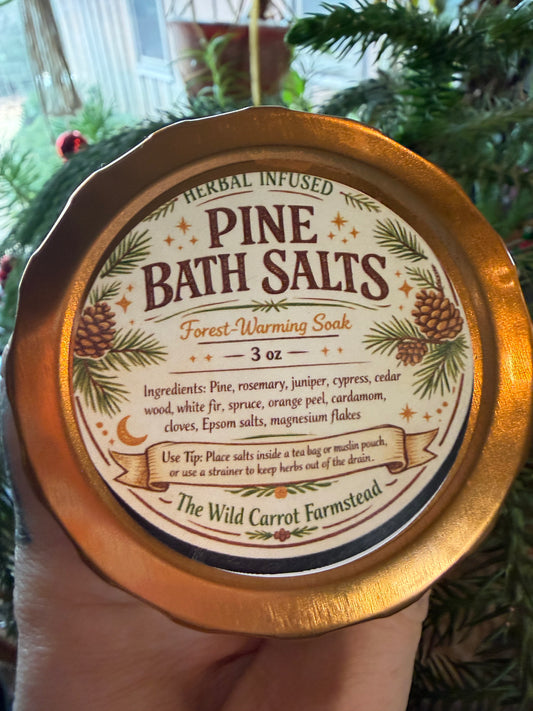 HERBAL INFUSED
PINE
BATH SALTS
Forest-Warming Soak
3 oz
Ingredients: Pine, rosemary, juniper, cypress, cedar
wood, white fir, spruce, orange peel, cardamom,
cloves, Epsom salts, magnesium flakes
Use Tip: Place salts inside a tea bag or muslin pouch,
or use a strainer to keep herbs out of the drain.
The Wild Carrot Farmstead